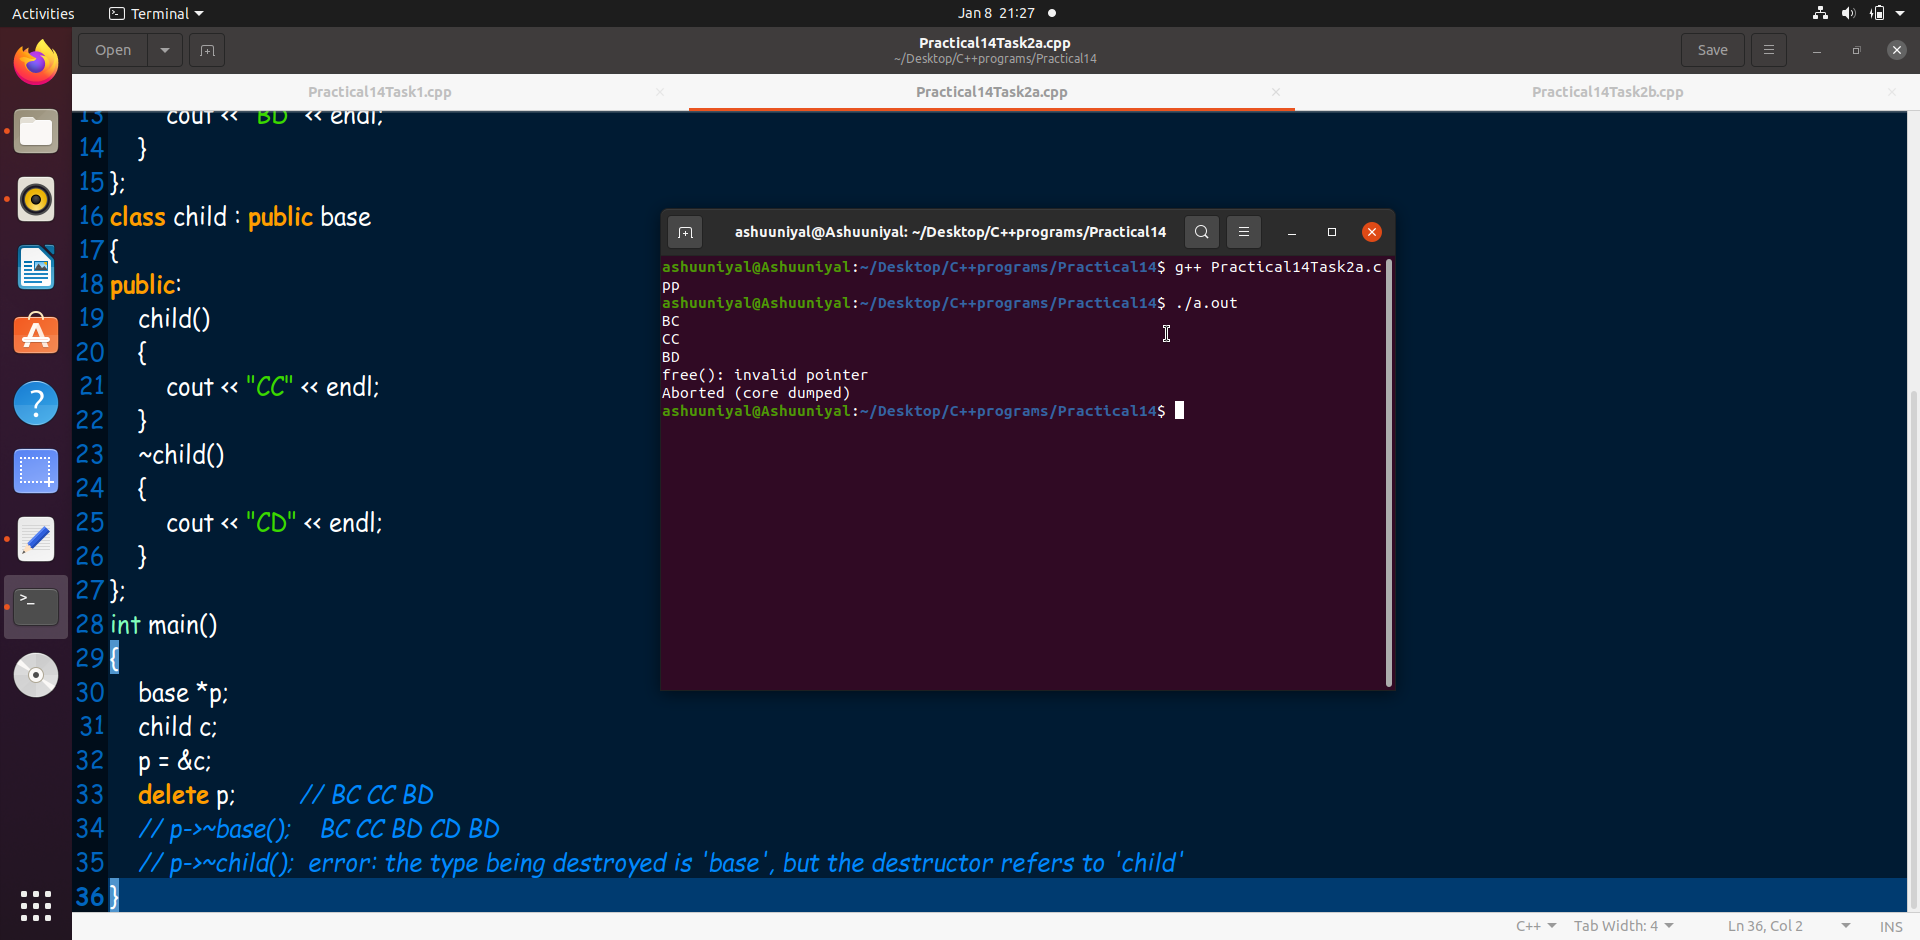 Activities
Terminal
Jan 8 21:27
Open
Practical14Task2a.cpp
~/Desktop/C++programs/Practical14
Save
Practical14Task1.cpp
Practical14Task2a.cpp
Practical14Task2b.cpp
13 cout << "BD" << endl;
14 }
15 };
16 class child : public base
17 {
18 public:
19 child()
20 {
21 cout << "CC" << endl;
22 }
23 ~child()
24 {
25 cout << "CD" << endl;
26 }
27 };
28 int main()
29 {
30 base *p;
31 child c;
32 p = &c;
33 delete p; // BC CC BD
34 // p->~base(); BC CC BD CD BD
35 // p->~child(); error: the type being destroyed is 'base', but the destructor refers to 'child'
36 }
ashuuniyal@Ashuuniyal: ~/Desktop/C++programs/Practical14
ashuuniyal@Ashuuniyal:~/Desktop/C++programs/Practical14$ g++ Practical14Task2a.c
pp
ashuuniyal@Ashuuniyal:~/Desktop/C++programs/Practical14$ ./a.out
BC
CC
BD
free(): invalid pointer
Aborted (core dumped)
ashuuniyal@Ashuuniyal:~/Desktop/C++programs/Practical14$
C++
Tab Width: 4
Ln 36, Col 2
INS